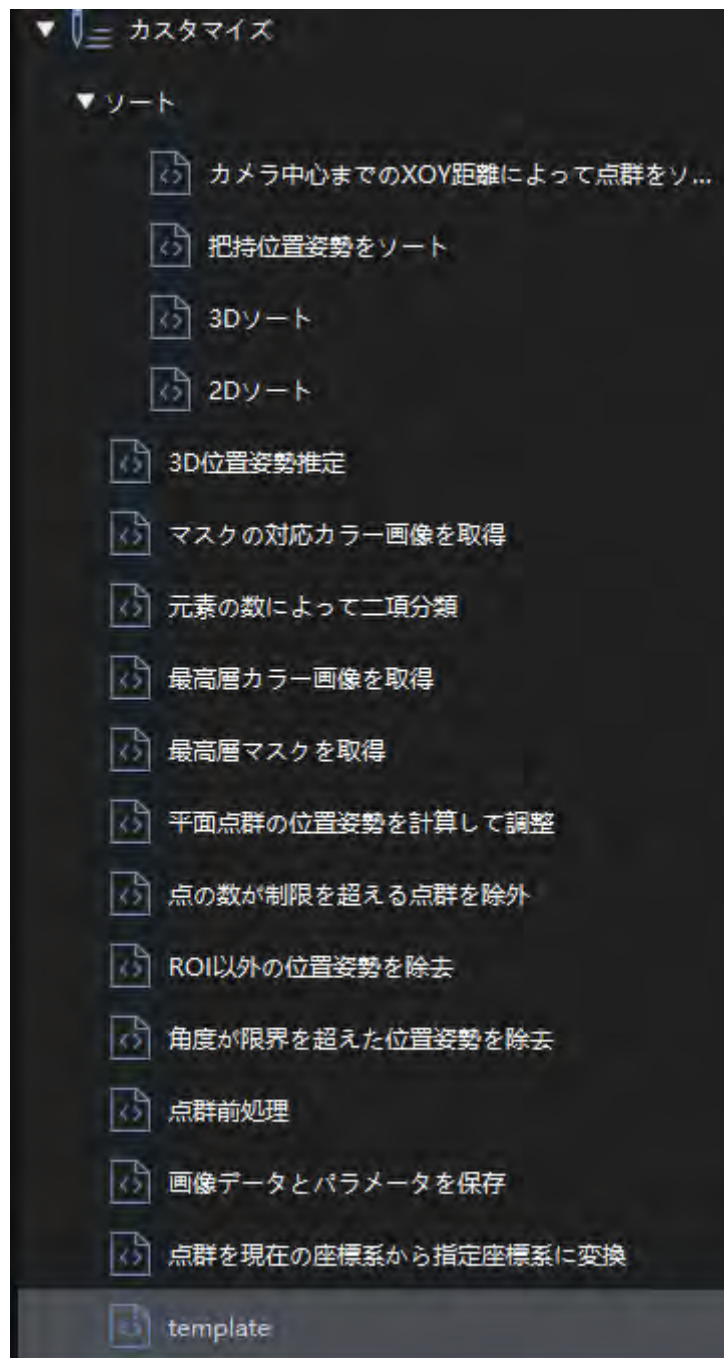 カスタマイズ
ソート
カメラ中心までのXOY距離によって点群をソ...
把持位置姿勢をソート
3Dソート
2Dソート
3D位置姿勢推定
マスクの対応カラー画像を取得
元素の数によって二項分類
最高層カラー画像を取得
最高層マスクを取得
平面点群の位置姿勢を計算して調整
点の数が制限を超える点群を除外
ROI以外の位置姿勢を除去
角度が限界を超えた位置姿勢を除去
点群前処理
画像データとパラメータを保存
点群を現在の座標系から指定座標系に変換
template